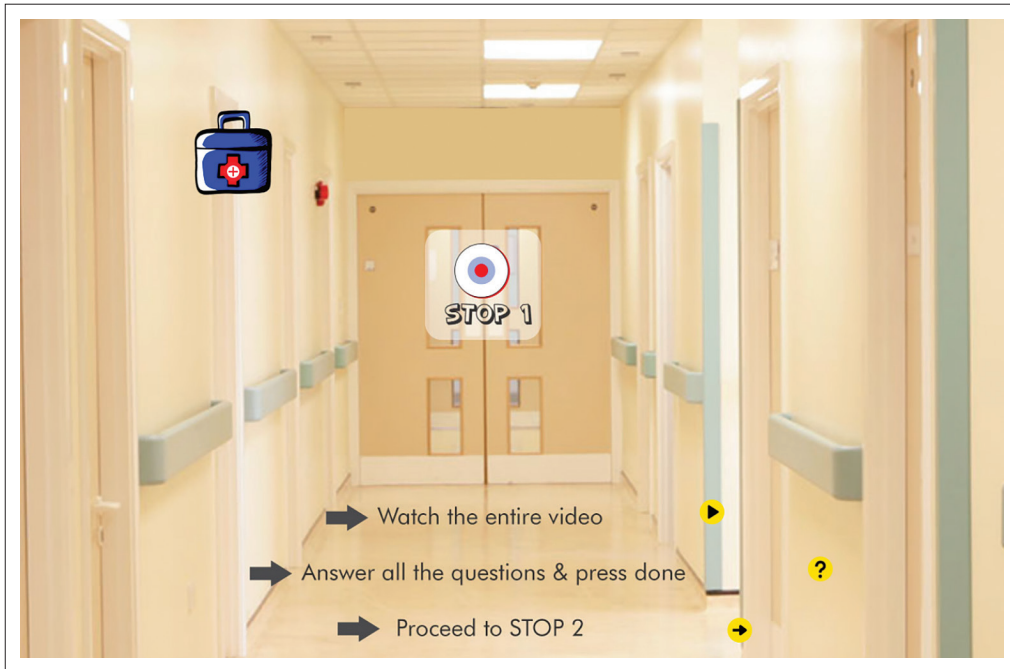 STOP 1
Watch the entire video
Answer all the questions & press done
?
Proceed to STOP 2